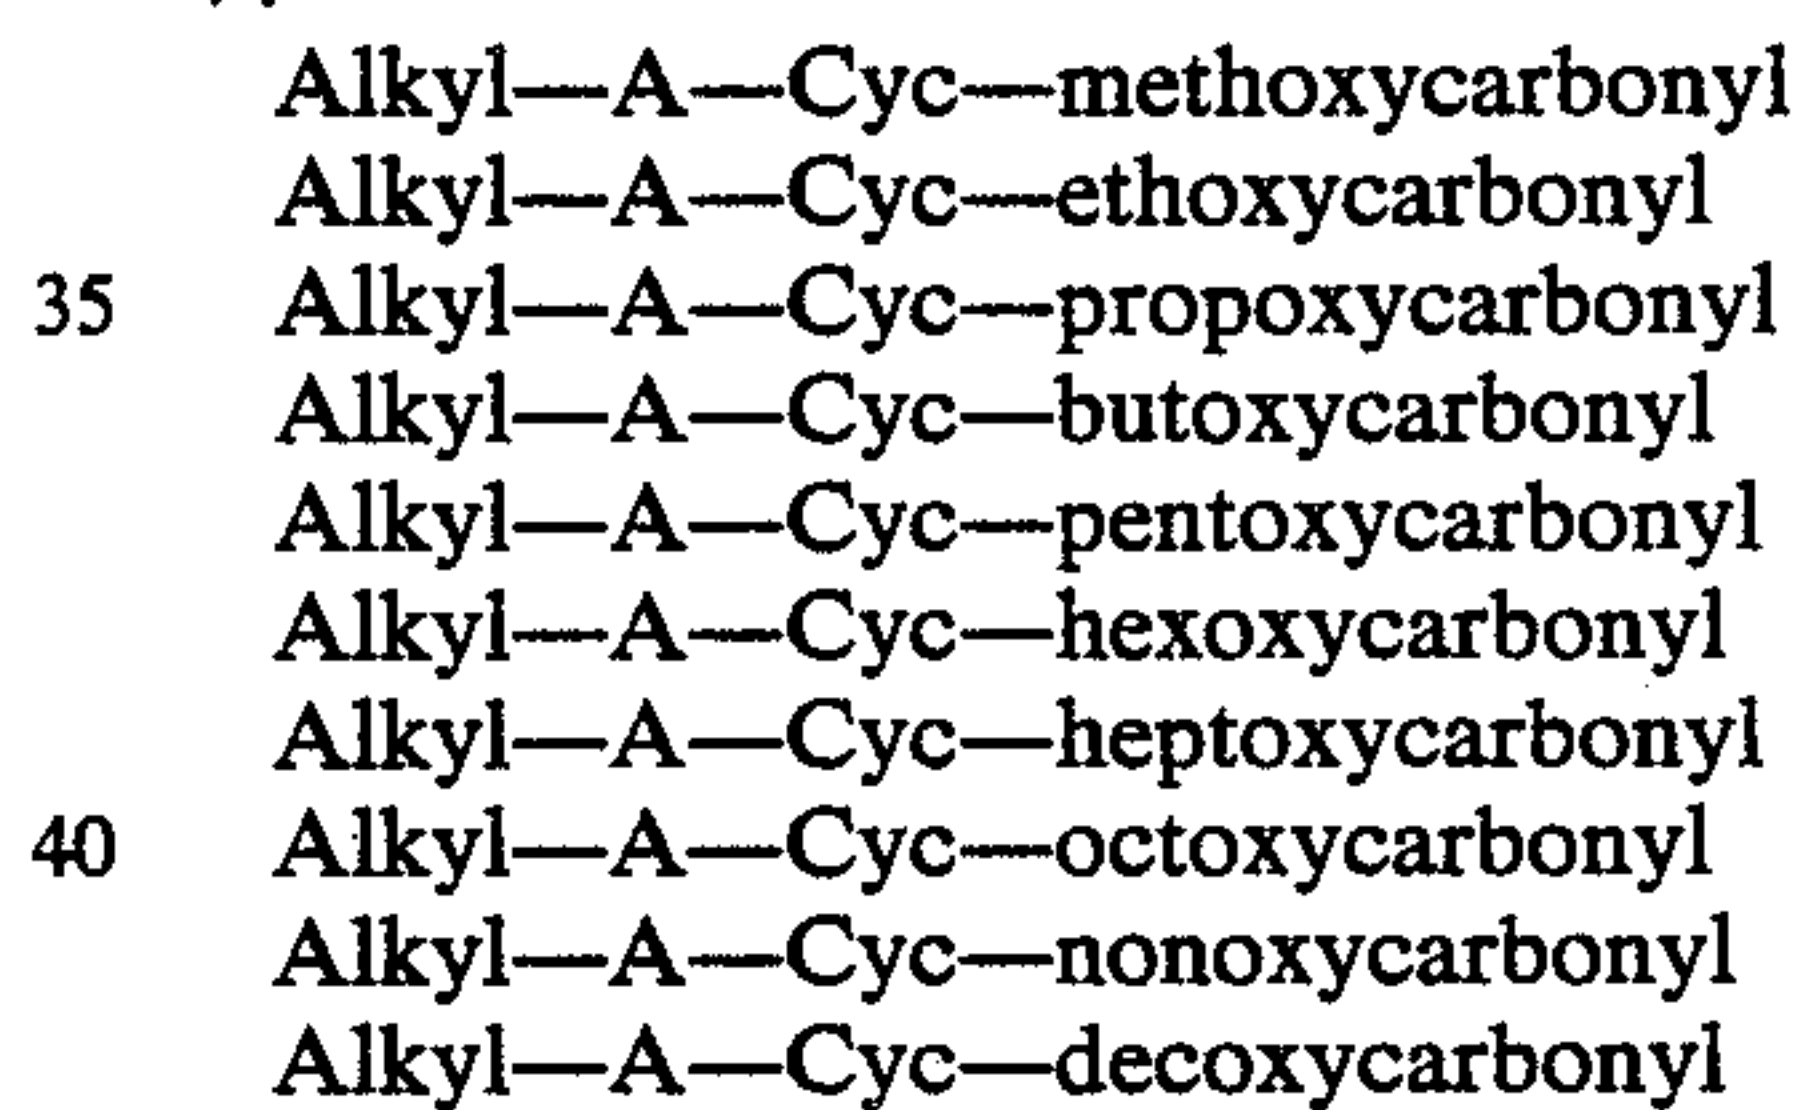 Alkyl—A—Cyc—methoxycarbonyl
Alkyl—A—Cyc—ethoxycarbonyl
35 Alkyl—A—Cyc—propoxycarbonyl
Alkyl—A—Cyc—butoxycarbonyl
Alkyl—A—Cyc—pentoxycarbonyl
Alkyl—A—Cyc—hexoxycarbonyl
Alkyl—A—Cyc—heptoxycarbonyl
40 Alkyl—A—Cyc—octoxycarbonyl
Alkyl—A—Cyc—nonoxycarbonyl
Alkyl—A—Cyc—decoxycarbonyl